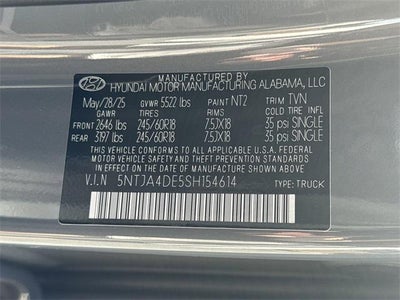 MANUFACTURED BY
HYUNDAI MOTOR MANUFACTURING ALABAMA, LLC
May/28/25 GVWR 5522 lbs PAINT NT2 TRIM TVN
GAWR TIRES RIMS COLD TIRE INFL
FRONT 2646 lbs 245/60R18 7.5JX18 35 psi SINGLE
REAR 3197 lbs 245/60R18 7.5JX18 35 psi SINGLE
THIS VEHICLE CONFORMS TO ALL APPLICABLE U.S.A. FEDERAL
MOTOR VEHICLE SAFETY, BUMPER, AND THEFT PREVENTION
STANDARDS IN EFFECT ON THE DATE OF MANUFACTURE SHOWN ABOVE.
V.I.N 5NTJA4DE5SH154614 TYPE: TRUCK